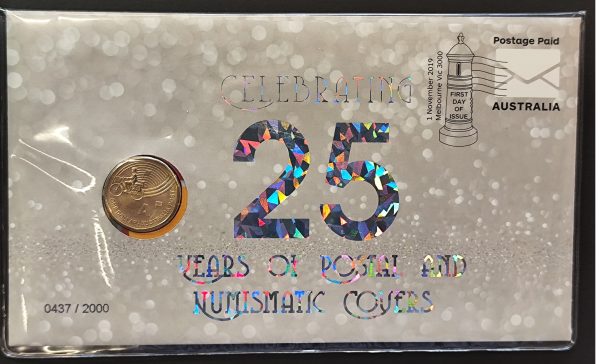 CELEBRATING
25
YEARS OF POSTAL AND
NUMISMATIC COVERS
1 November 2019
Melbourne Vic 3000
FIRST
DAY
OF
ISSUE
Postage Paid
AUSTRALIA
0437 / 2000